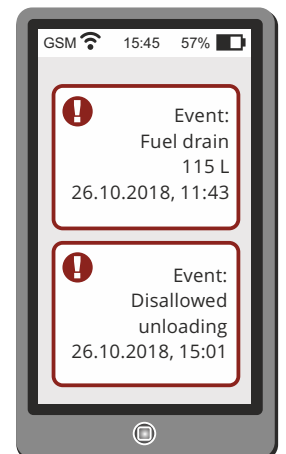 GSM 15:45 57%
Event:
Fuel drain
115 L
26.10.2018, 11:43
Event:
Disallowed
unloading
26.10.2018, 15:01